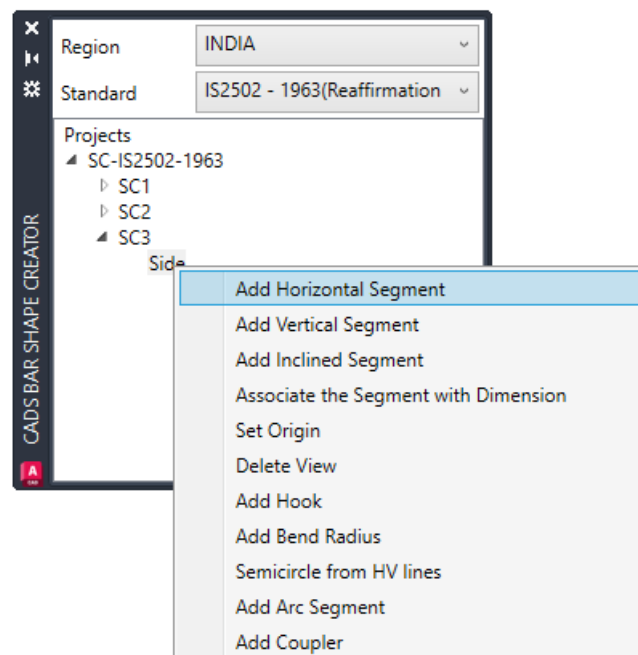 Region
INDIA
Standard
IS2502 - 1963(Reaffirmation
Projects
SC-IS2502-1963
SC1
SC2
SC3
Side
Add Horizontal Segment
Add Vertical Segment
Add Inclined Segment
Associate the Segment with Dimension
Set Origin
Delete View
Add Hook
Add Bend Radius
Semicircle from HV lines
Add Arc Segment
Add Coupler
CADS BAR SHAPE CREATOR
A
CAD